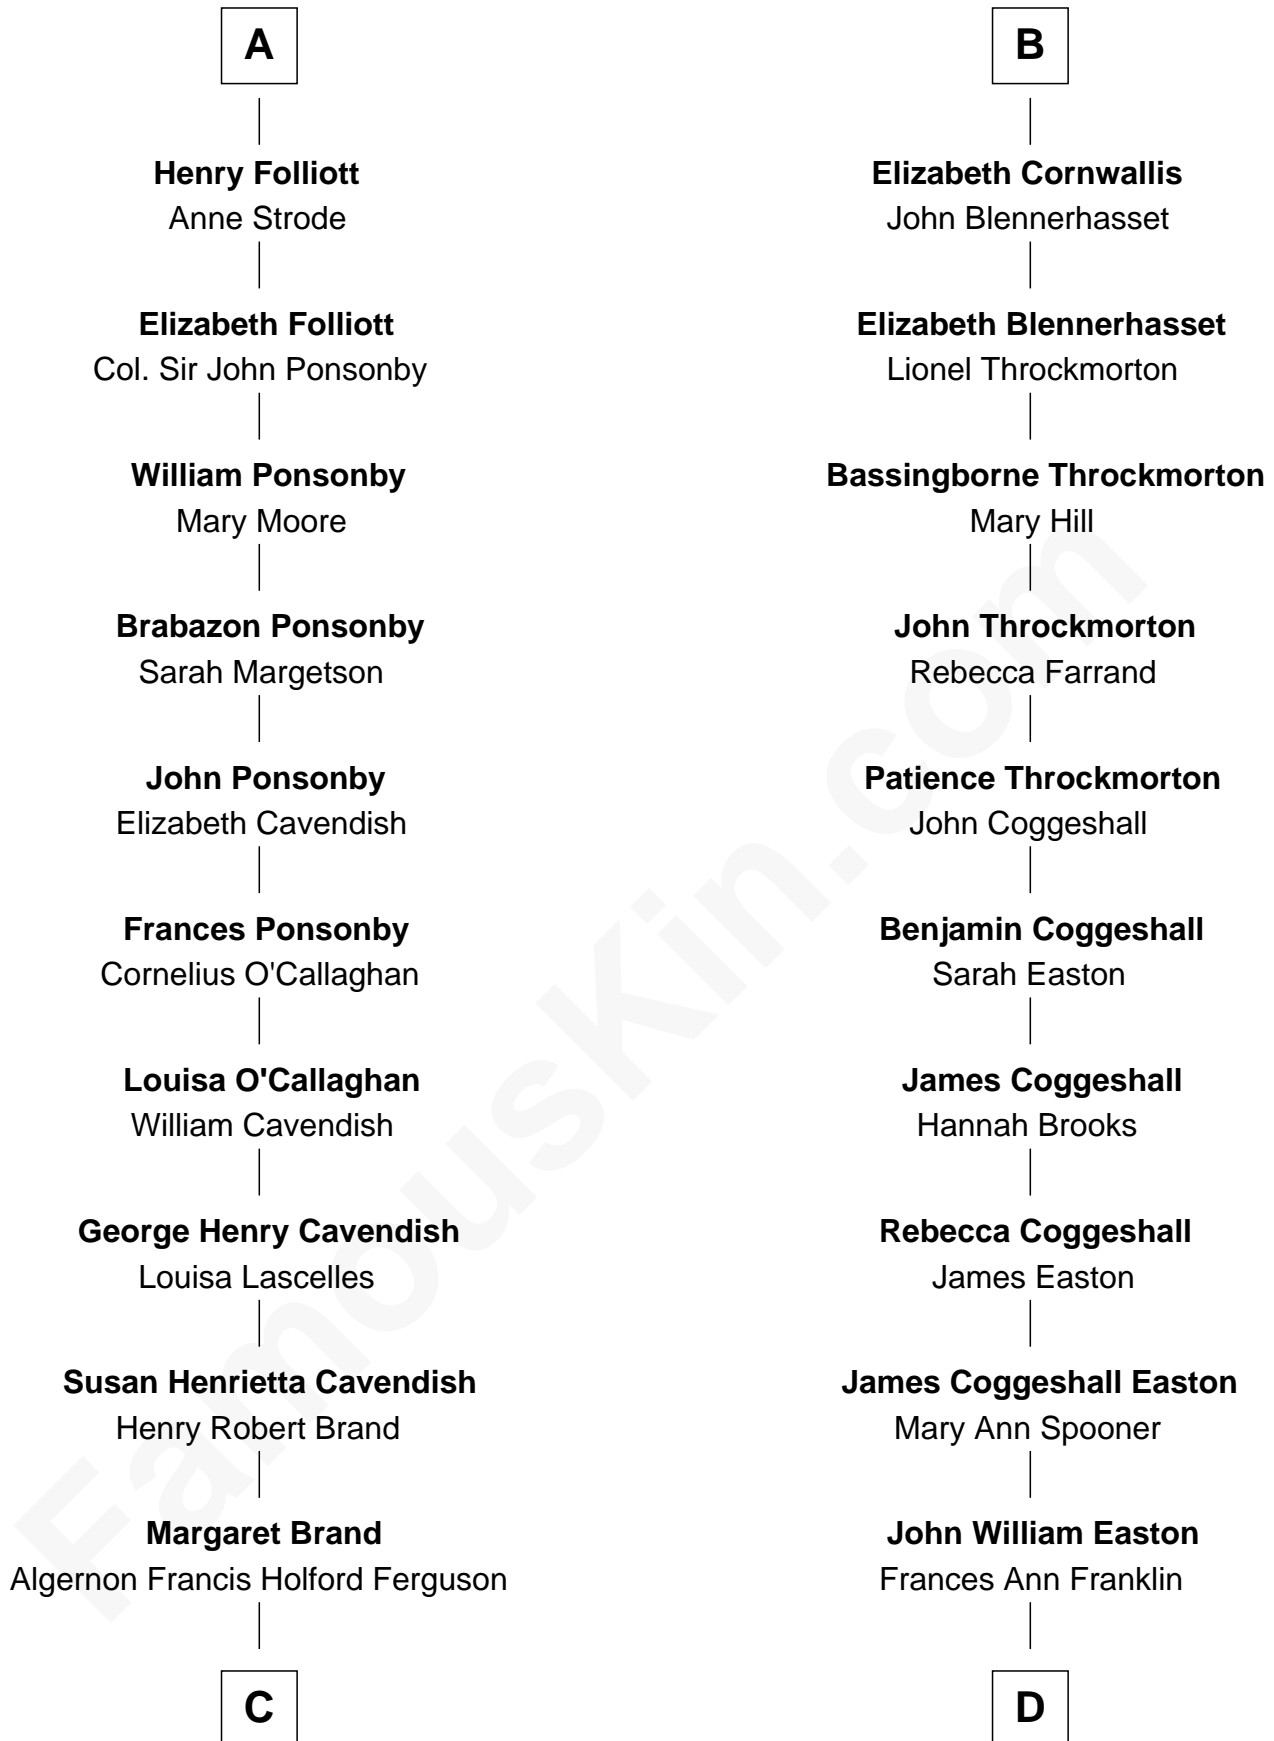 A
Henry Folliott
Anne Strode
Elizabeth Folliott
Col. Sir John Ponsonby
William Ponsonby
Mary Moore
Brabazon Ponsonby
Sarah Margetson
John Ponsonby
Elizabeth Cavendish
Frances Ponsonby
Cornelius O'Callaghan
Louisa O'Callaghan
William Cavendish
George Henry Cavendish
Louisa Lascelles
Susan Henrietta Cavendish
Henry Robert Brand
Margaret Brand
Algernon Francis Holford Ferguson
C
B
Elizabeth Cornwallis
John Blennerhasset
Elizabeth Blennerhasset
Lionel Throckmorton
Bassingborne Throckmorton
Mary Hill
John Throckmorton
Rebecca Farrand
Patience Throckmorton
John Coggeshall
Benjamin Coggeshall
Sarah Easton
James Coggeshall
Hannah Brooks
Rebecca Coggeshall
James Easton
James Coggeshall Easton
Mary Ann Spooner
John William Easton
Frances Ann Franklin
D
FamousKin.com